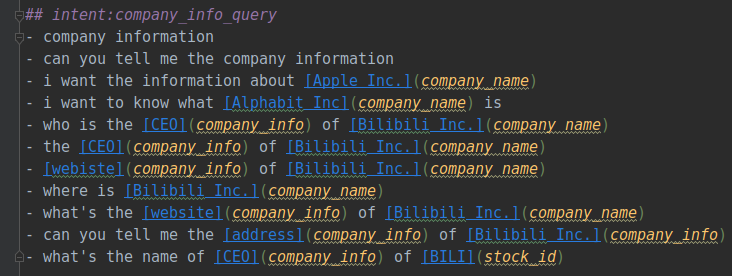 ## intent:company_info_query
- company information
- can you tell me the company information
- i want the information about [Apple Inc.](company_name)
- i want to know what [Alphabit Inc](company_name) is
- who is the [CEO](company_info) of [Bilibili Inc.](company_name)
- the [CEO](company_info) of [Bilibili Inc.](company_name)
- [webiste](company_info) of [Bilibili Inc.](company_name)
- where is [Bilibili Inc.](company_name)
- what's the [website](company_info) of [Bilibili Inc.](company_name)
- can you tell me the [address](company_info) of [Bilibili Inc.](company_info)
- what's the name of [CEO](company_info) of [BILI](stock_id)